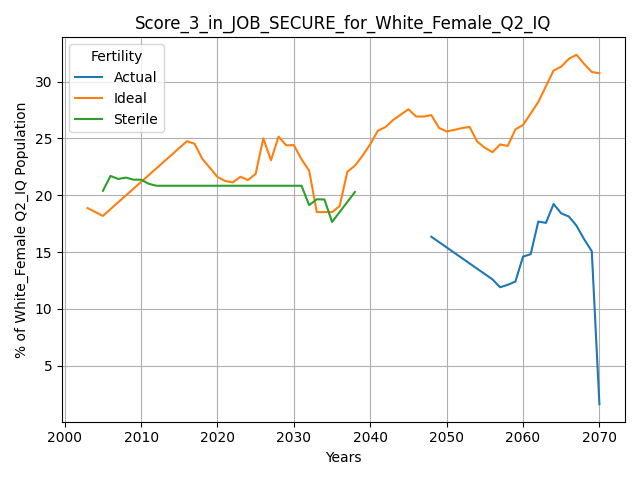 Score_3_in_JOB_SECURE_for_White_Female_Q2_IQ
Fertility
Actual
Ideal
Sterile
% of White_Female Q2_IQ Population
30
25
20
15
10
5
2000 2010 2020 2030 2040 2050 2060 2070
Years